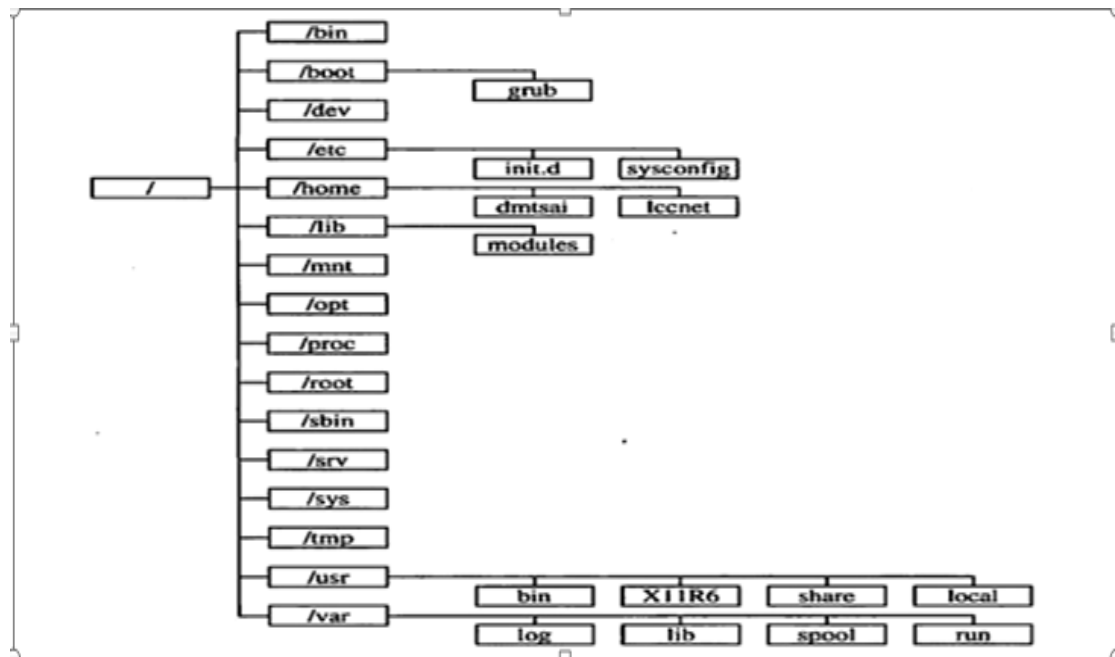 /bin
/boot
grub
/dev
/etc
init.d sysconfig
/ /home
dmtsai lccnet
/lib
modules
/mnt
/opt
/proc
/root
/sbin
/srv
/sys
/tmp
/usr
bin X11R6 share local
/var
log lib spool run